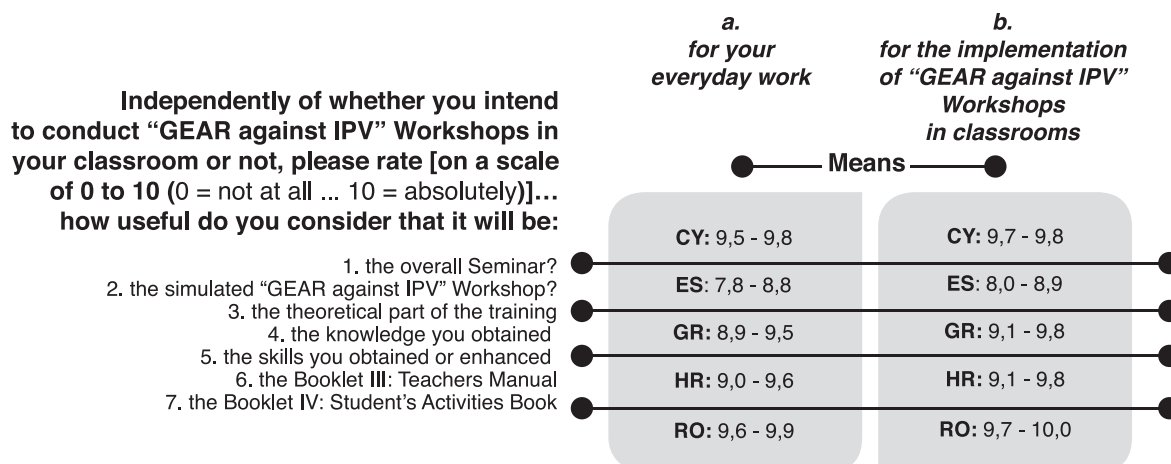 a.
for your
everyday work
b.
for the implementation
of “GEAR against IPV”
Workshops
in classrooms
Independently of whether you intend
to conduct “GEAR against IPV” Workshops in
your classroom or not, please rate [on a scale
of 0 to 10 (0 = not at all ... 10 = absolutely)]...
how useful do you consider that it will be:
Means
1. the overall Seminar?
2. the simulated “GEAR against IPV” Workshop?
3. the theoretical part of the training
4. the knowledge you obtained
5. the skills you obtained or enhanced
6. the Booklet III: Teachers Manual
7. the Booklet IV: Student’s Activities Book
CY: 9,5 - 9,8
ES: 7,8 - 8,8
GR: 8,9 - 9,5
HR: 9,0 - 9,6
RO: 9,6 - 9,9
CY: 9,7 - 9,8
ES: 8,0 - 8,9
GR: 9,1 - 9,8
HR: 9,1 - 9,8
RO: 9,7 - 10,0